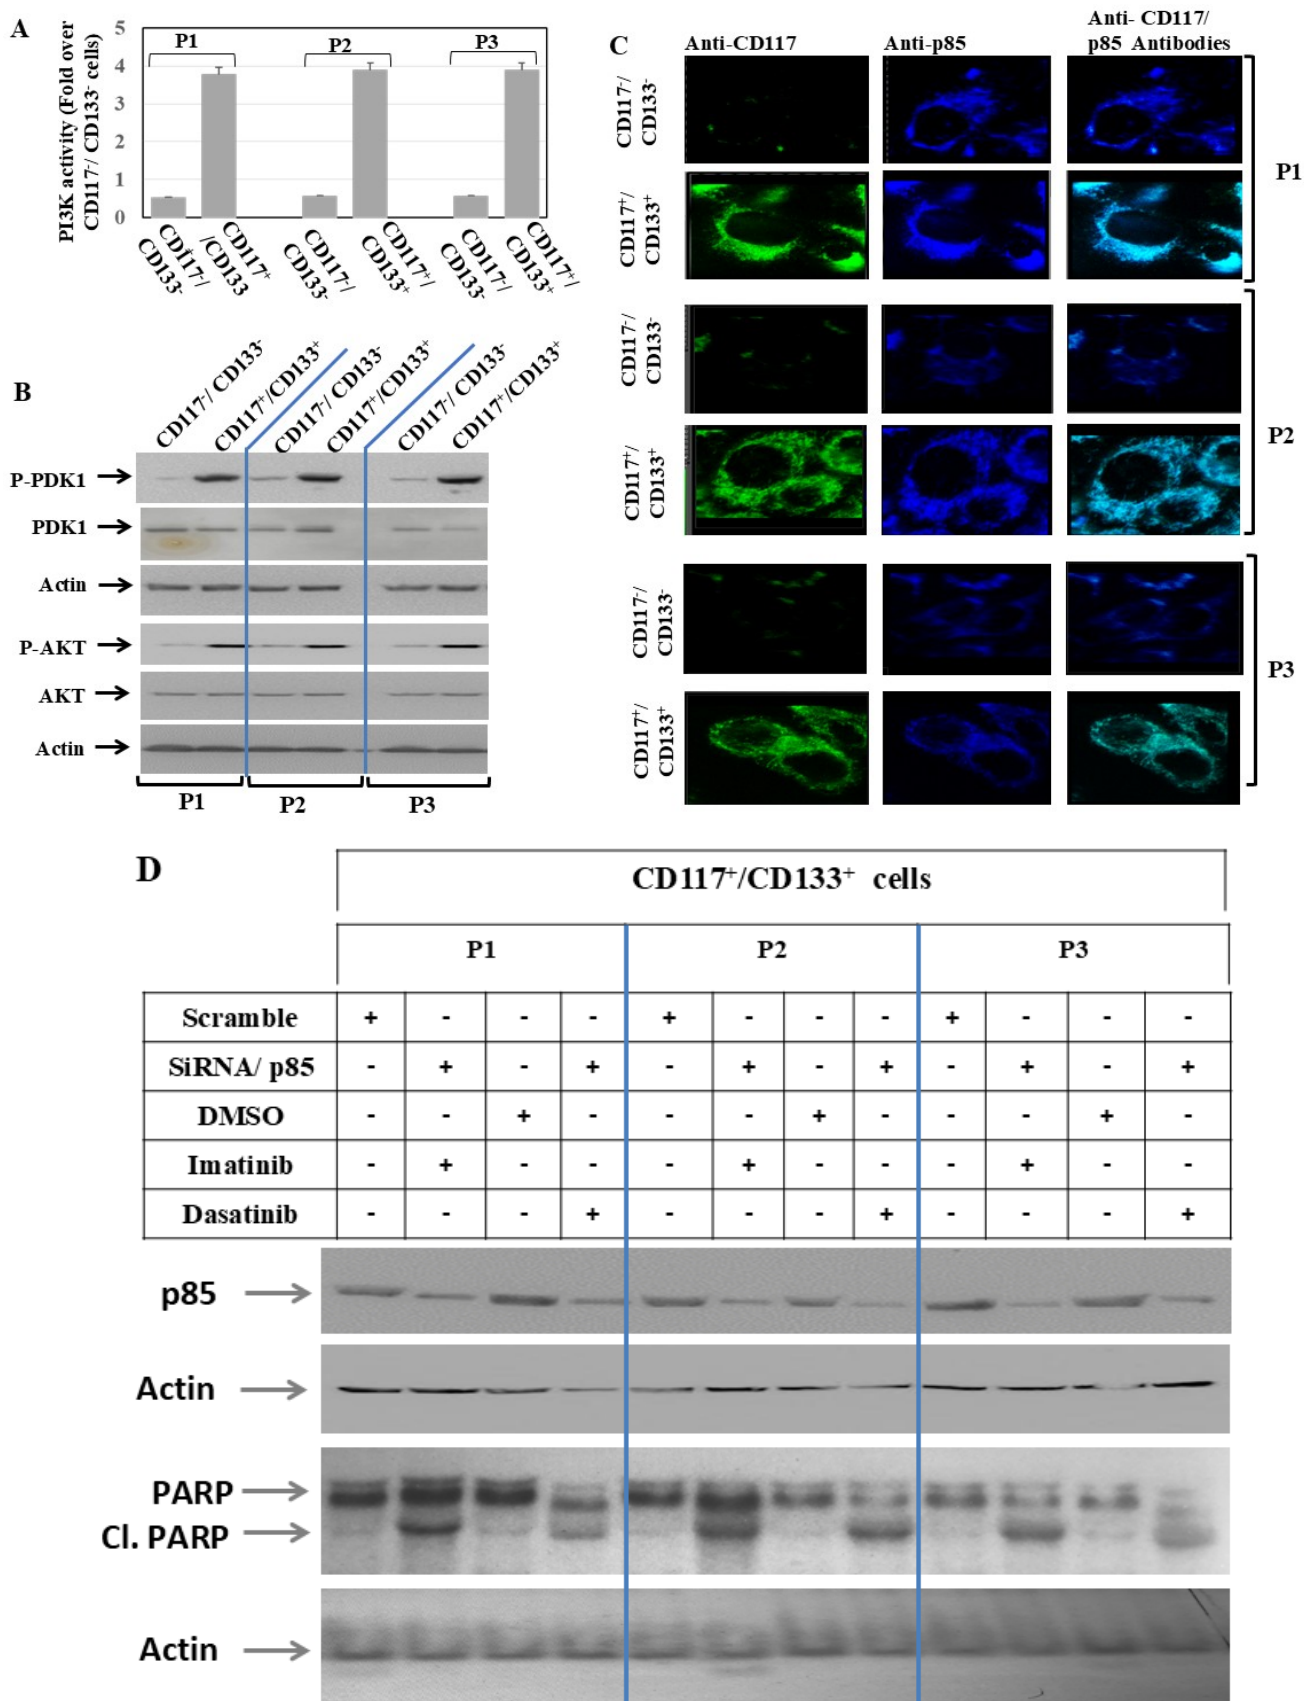 A
PI3K activity (Fold over
CD117-/ CD133- cells)
5
4
3
2
1
0
P1
P2
P3
CD117-/
CD133-
CD117+
/CD133+
CD117-/
CD133-
CD117+/
CD133+
CD117-/
CD133-
CD117+/
CD133+
B
CD117-/ CD133-
CD117+/CD133+
CD117-/ CD133-
CD117+/CD133+
CD117-/ CD133-
CD117+/CD133+
P-PDK1
PDK1
Actin
P-AKT
AKT
Actin
P1
P2
P3
C
Anti-CD117
Anti-p85
Anti- CD117/
p85 Antibodies
CD117-/
CD133-
CD117+/
CD133+
P1
CD117-/
CD133-
CD117+/
CD133+
P2
CD117-/
CD133-
CD117+/
CD133+
P3
D
CD117+/CD133+ cells
P1 P2 P3
Scramble + - - - + - - - + - - -
SiRNA/ p85 - + - + - + - + - + - +
DMSO - - + - - - + - - - + -
Imatinib - + - - - + - - - + - -
Dasatinib - - - + - - - + - - - +
p85
Actin
PARP
Cl. PARP
Actin